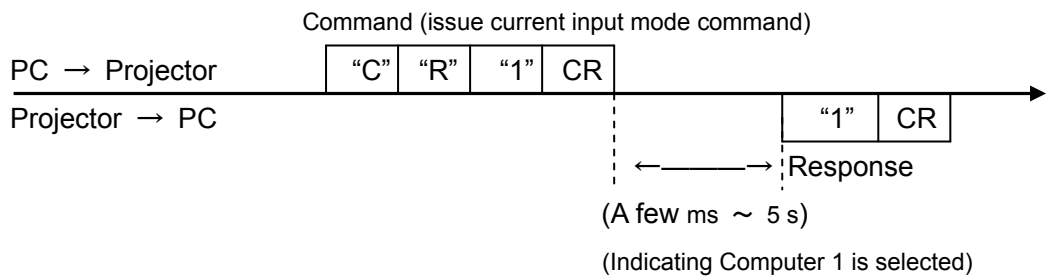 Command (issue current input mode command)
PC → Projector “C” “R” “1” CR
Projector → PC “1” CR
←———→ Response
(A few ms ～ 5 s)
(Indicating Computer 1 is selected)